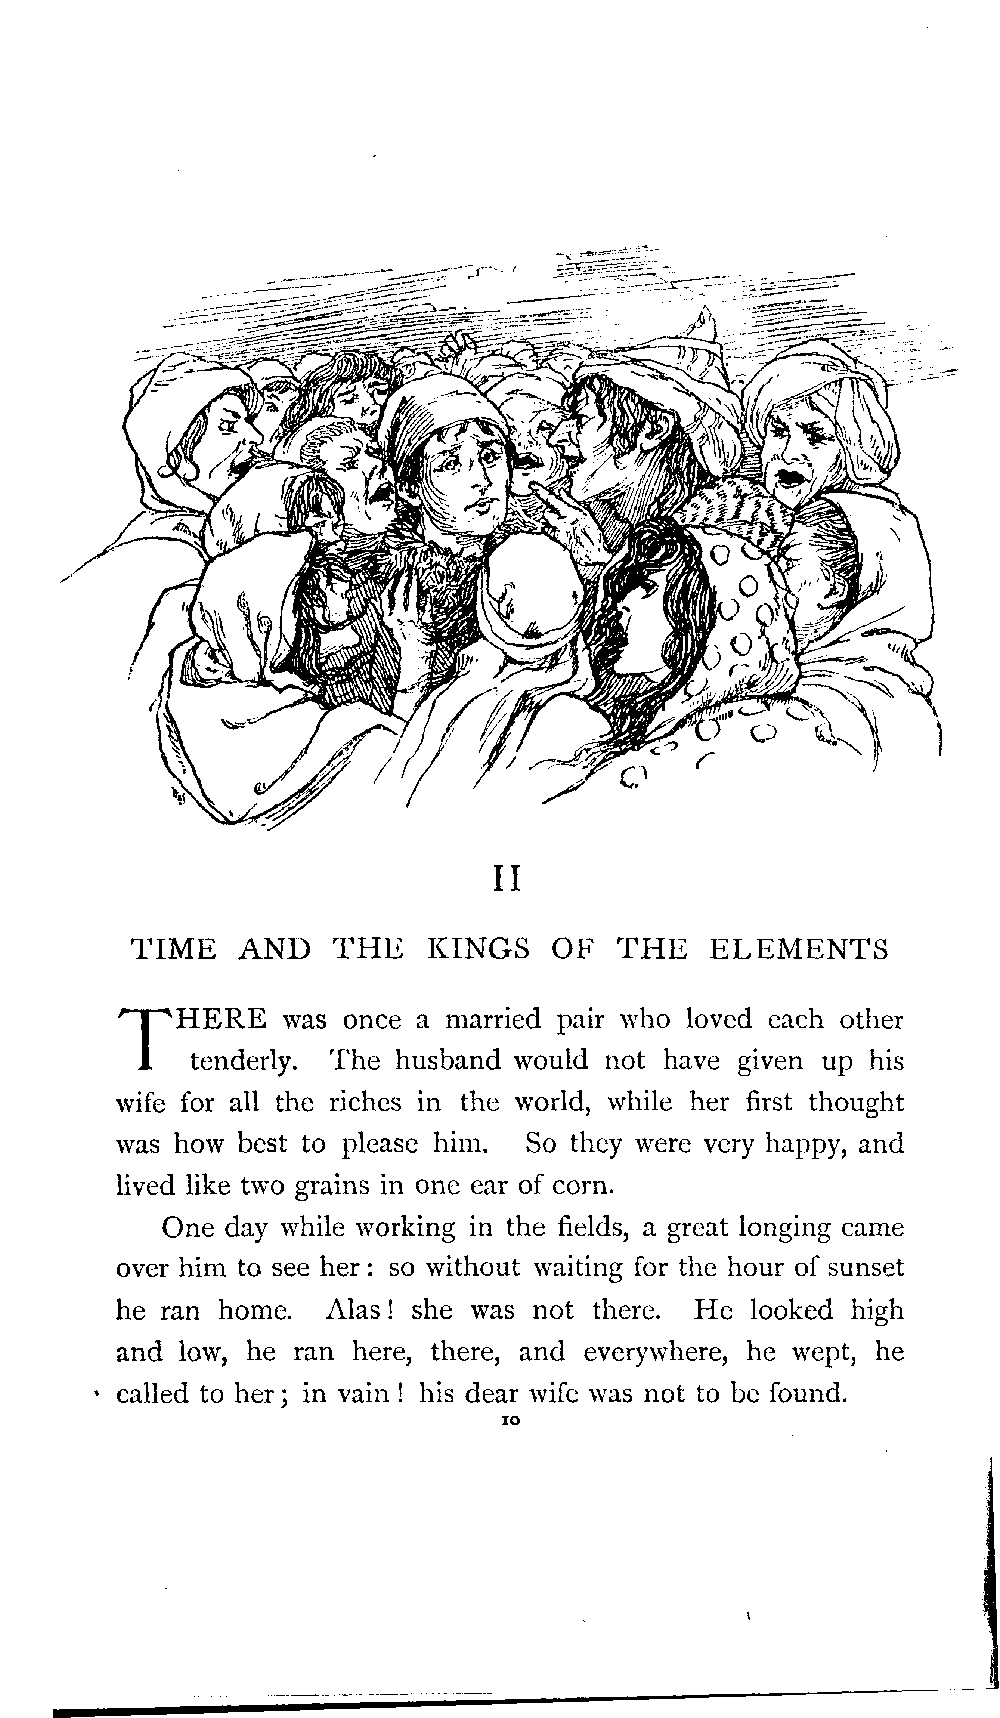 II
TIME AND THE KINGS OF THE ELEMENTS
THERE was once a married pair who loved each other
tenderly. The husband would not have given up his
wife for all the riches in the world, while her first thought
was how best to please him. So they were very happy, and
lived like two grains in one ear of corn.
One day while working in the fields, a great longing came
over him to see her: so without waiting for the hour of sunset
he ran home. Alas! she was not there. He looked high
and low, he ran here, there, and everywhere, he wept, he
called to her; in vain! his dear wife was not to be found.
10